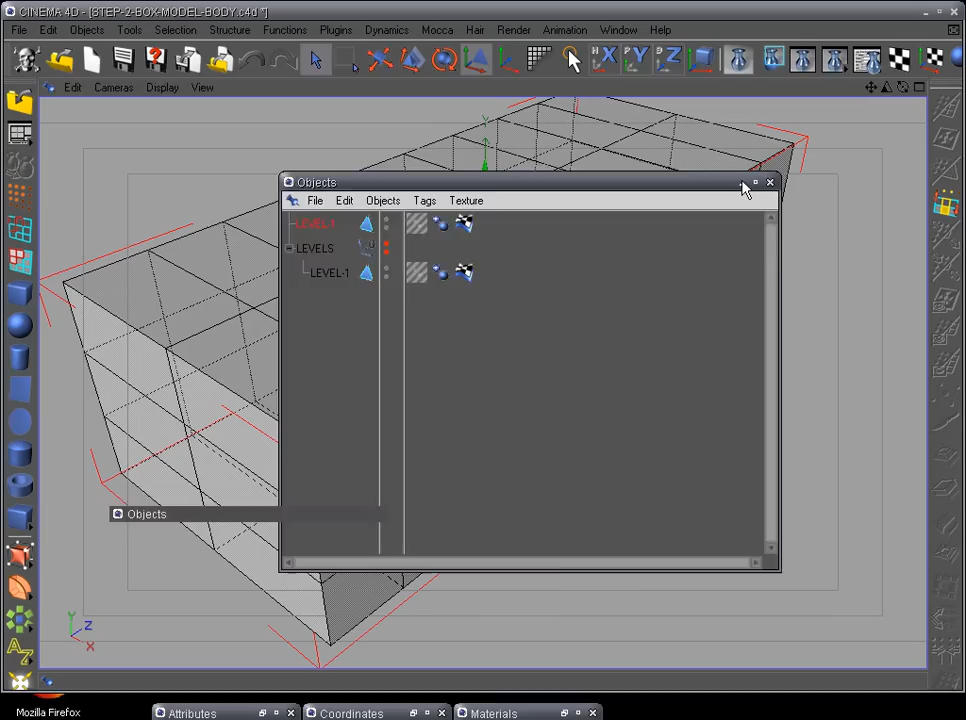 CINEMA 4D - [STEP-2-BOX-MODEL-BODY.c4d *]
File Edit Objects Tools Selection Structure Functions Plugins Dynamics Mocca Hair Render Animation Window Help
X Y Z
Edit Cameras Display View
Y
Objects
File Edit Objects Tags Texture
LEVEL-1
LEVELS
LEVEL-1
Objects
Y
Z
X
Mozilla Firefox
Attributes
Coordinates
Materials